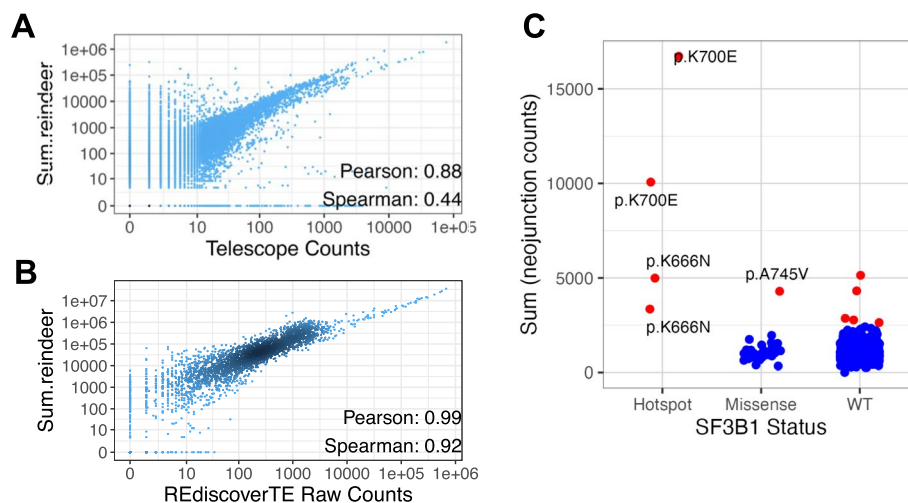 A
Sum.reindeer
1e+06
1e+05
10000
1000
100
10
0
Pearson: 0.88
Spearman: 0.44
0 10 100 1000 10000 1e+05
Telescope Counts
B
Sum.reindeer
1e+07
1e+06
1e+05
10000
1000
100
10
0
Pearson: 0.99
Spearman: 0.92
0 10 100 1000 10000 1e+05 1e+06
REdiscoverTE Raw Counts
C
Sum (neojunction counts)
15000
10000
5000
0
p.K700E
p.K700E
p.K666N
p.A745V
p.K666N
Hotspot Missense WT
SF3B1 Status